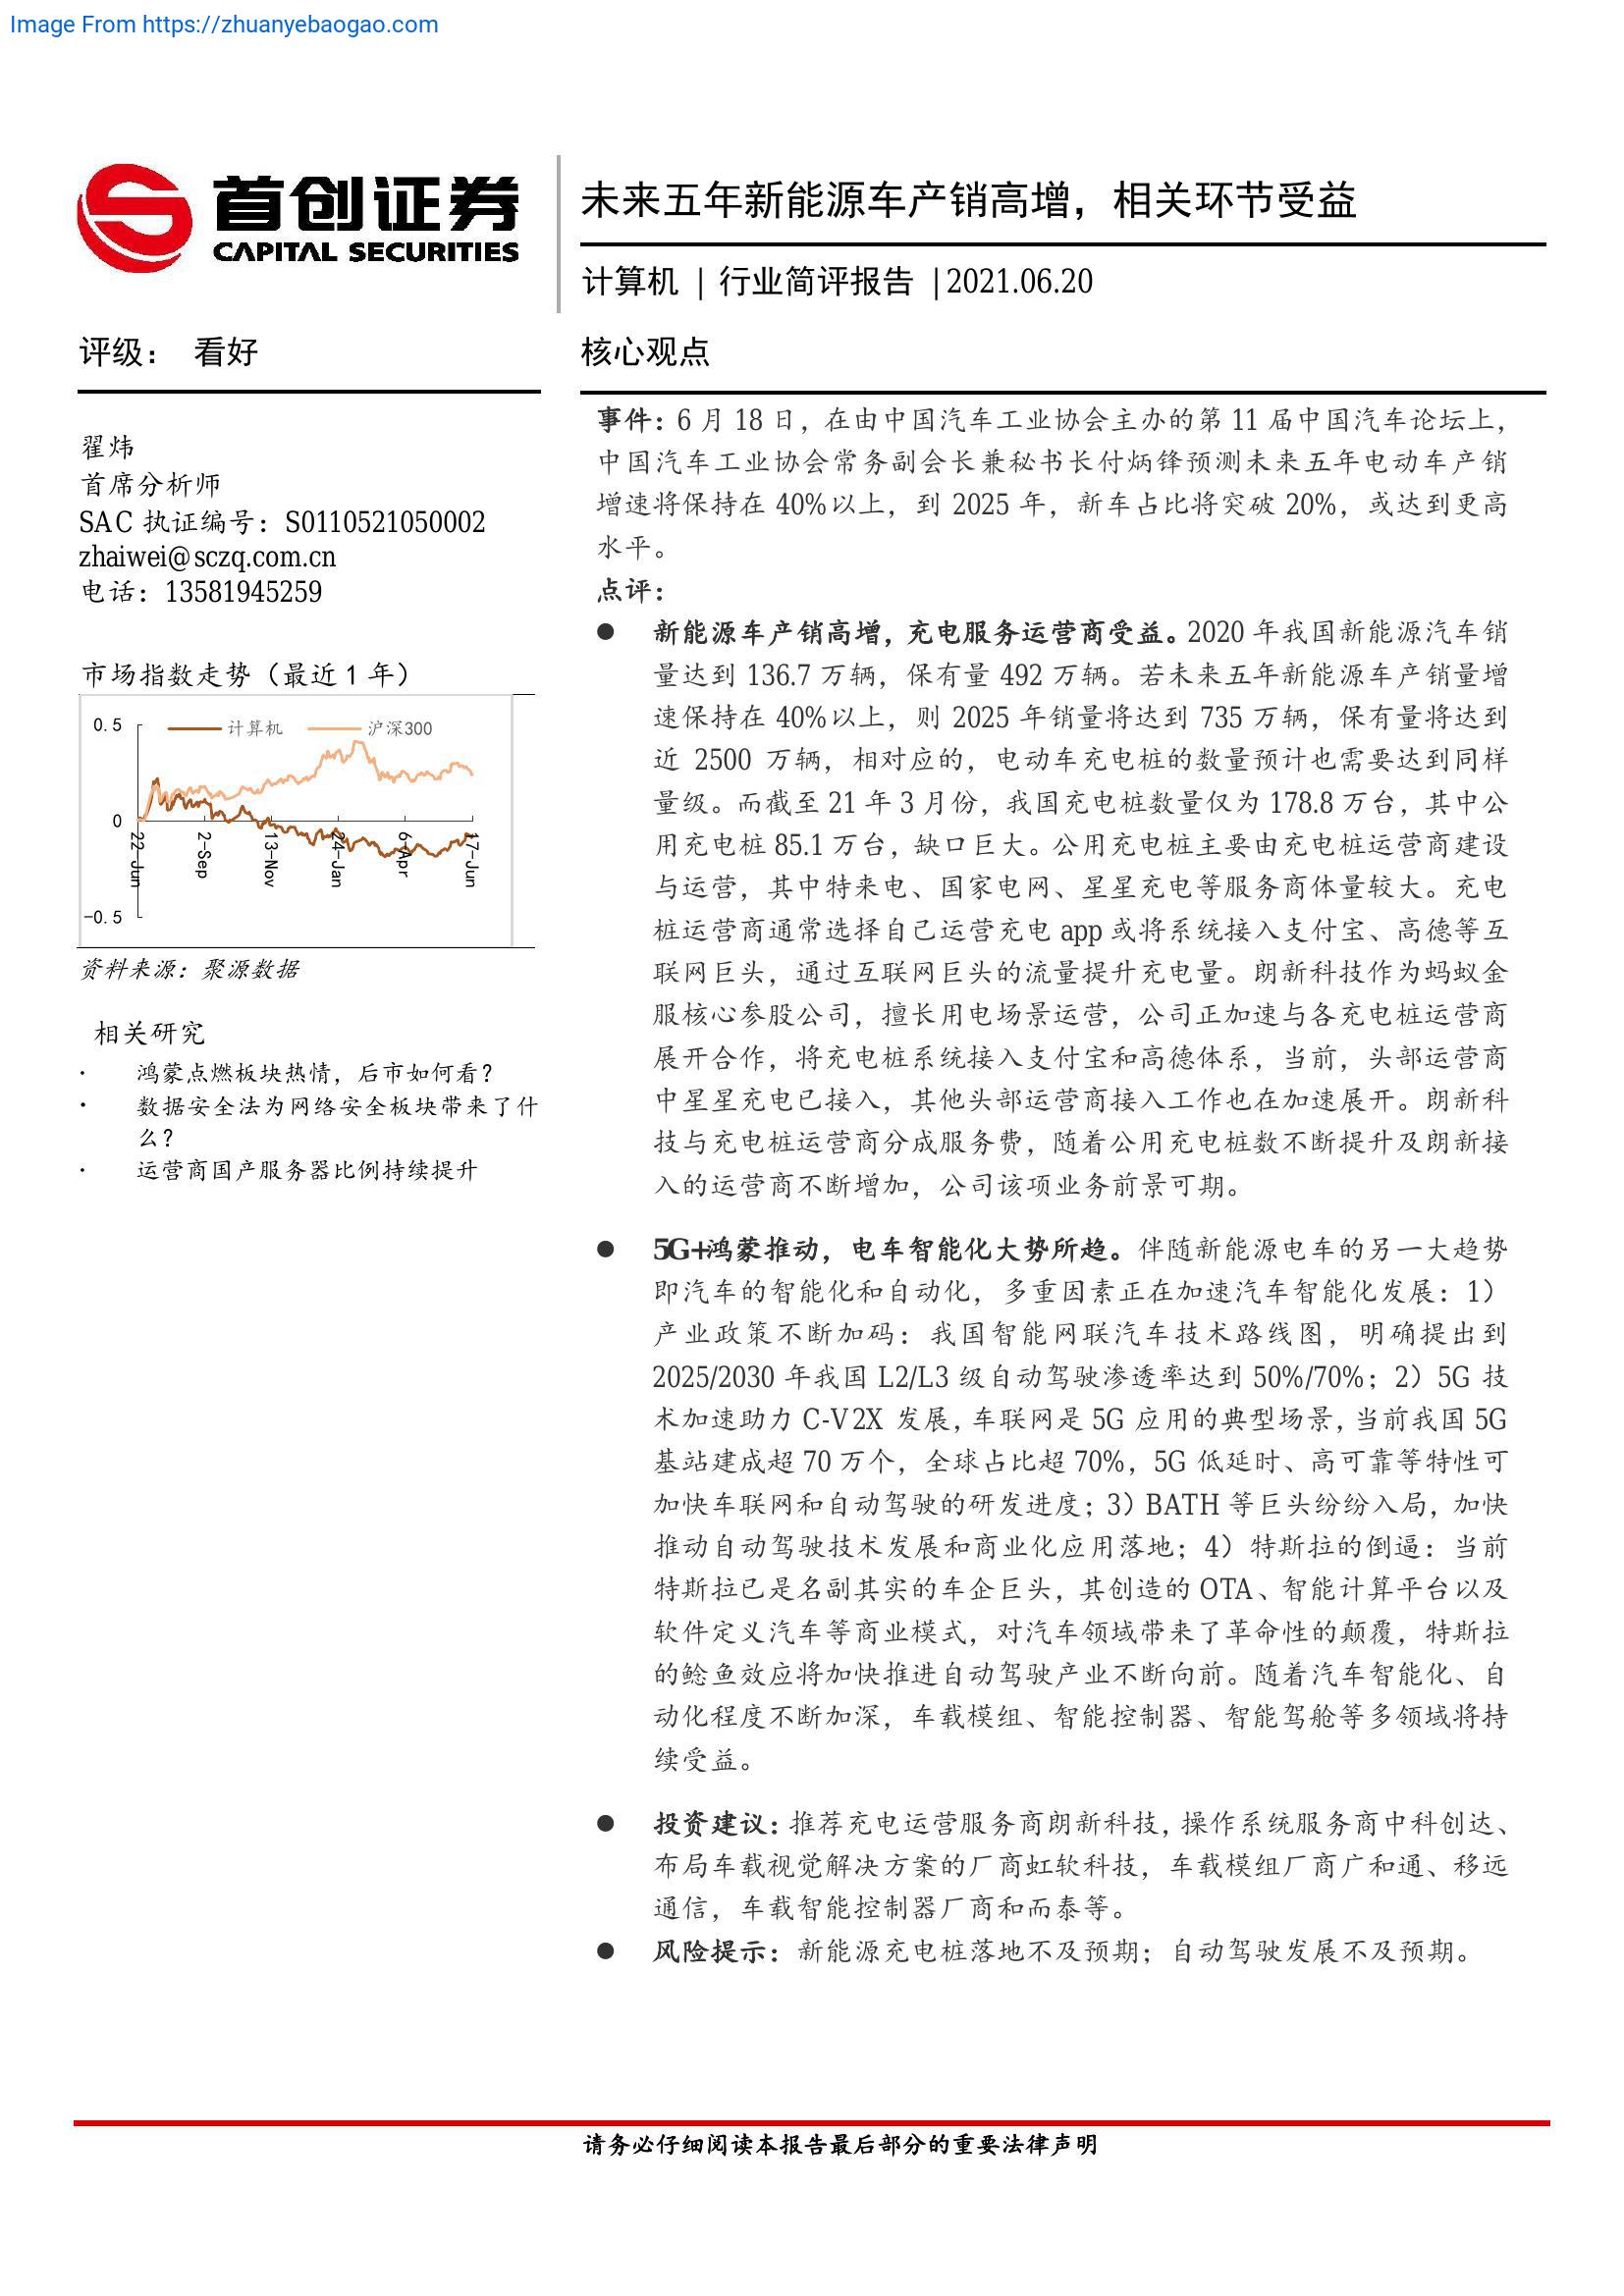 Image From https://zhuanyebaogao.com
首创证券
CAPITAL SECURITIES
未来五年新能源车产销高增，相关环节受益
计算机 | 行业简评报告 |2021.06.20
评级： 看好
翟炜
首席分析师
SAC 执证编号：S0110521050002
zhaiwei@sczq.com.cn
电话：13581945259
市场指数走势（最近 1 年）
计算机 沪深300
0.5
0
-0.5
22-Jun 2-Sep 13-Nov 24-Jan 6-Apr 17-Jun
资料来源：聚源数据
相关研究
· 鸿蒙点燃板块热情，后市如何看？
· 数据安全法为网络安全板块带来了什
么？
· 运营商国产服务器比例持续提升
核心观点
事件：6 月 18 日，在由中国汽车工业协会主办的第 11 届中国汽车论坛上，
中国汽车工业协会常务副会长兼秘书长付炳锋预测未来五年电动车产销
增速将保持在 40%以上，到 2025 年，新车占比将突破 20%，或达到更高
水平。
点评：
● 新能源车产销高增，充电服务运营商受益。2020 年我国新能源汽车销
量达到 136.7 万辆，保有量 492 万辆。若未来五年新能源车产销量增
速保持在 40%以上，则 2025 年销量将达到 735 万辆，保有量将达到
近 2500 万辆，相对应的，电动车充电桩的数量预计也需要达到同样
量级。而截至 21 年 3 月份，我国充电桩数量仅为 178.8 万台，其中公
用充电桩 85.1 万台，缺口巨大。公用充电桩主要由充电桩运营商建设
与运营，其中特来电、国家电网、星星充电等服务商体量较大。充电
桩运营商通常选择自己运营充电 app 或将系统接入支付宝、高德等互
联网巨头，通过互联网巨头的流量提升充电量。朗新科技作为蚂蚁金
服核心参股公司，擅长用电场景运营，公司正加速与各充电桩运营商
展开合作，将充电桩系统接入支付宝和高德体系，当前，头部运营商
中星星充电已接入，其他头部运营商接入工作也在加速展开。朗新科
技与充电桩运营商分成服务费，随着公用充电桩数不断提升及朗新接
入的运营商不断增加，公司该项业务前景可期。
● 5G+鸿蒙推动，电车智能化大势所趋。伴随新能源电车的另一大趋势
即汽车的智能化和自动化，多重因素正在加速汽车智能化发展：1）
产业政策不断加码：我国智能网联汽车技术路线图，明确提出到
2025/2030 年我国 L2/L3 级自动驾驶渗透率达到 50%/70%；2）5G 技
术加速助力 C-V2X 发展，车联网是 5G 应用的典型场景，当前我国 5G
基站建成超 70 万个，全球占比超 70%，5G 低延时、高可靠等特性可
加快车联网和自动驾驶的研发进度；3）BATH 等巨头纷纷入局，加快
推动自动驾驶技术发展和商业化应用落地；4）特斯拉的倒逼：当前
特斯拉已是名副其实的车企巨头，其创造的 OTA、智能计算平台以及
软件定义汽车等商业模式，对汽车领域带来了革命性的颠覆，特斯拉
的鲶鱼效应将加快推进自动驾驶产业不断向前。随着汽车智能化、自
动化程度不断加深，车载模组、智能控制器、智能驾舱等多领域将持
续受益。
● 投资建议：推荐充电运营服务商朗新科技，操作系统服务商中科创达、
布局车载视觉解决方案的厂商虹软科技，车载模组厂商广和通、移远
通信，车载智能控制器厂商和而泰等。
● 风险提示：新能源充电桩落地不及预期；自动驾驶发展不及预期。
请务必仔细阅读本报告最后部分的重要法律声明